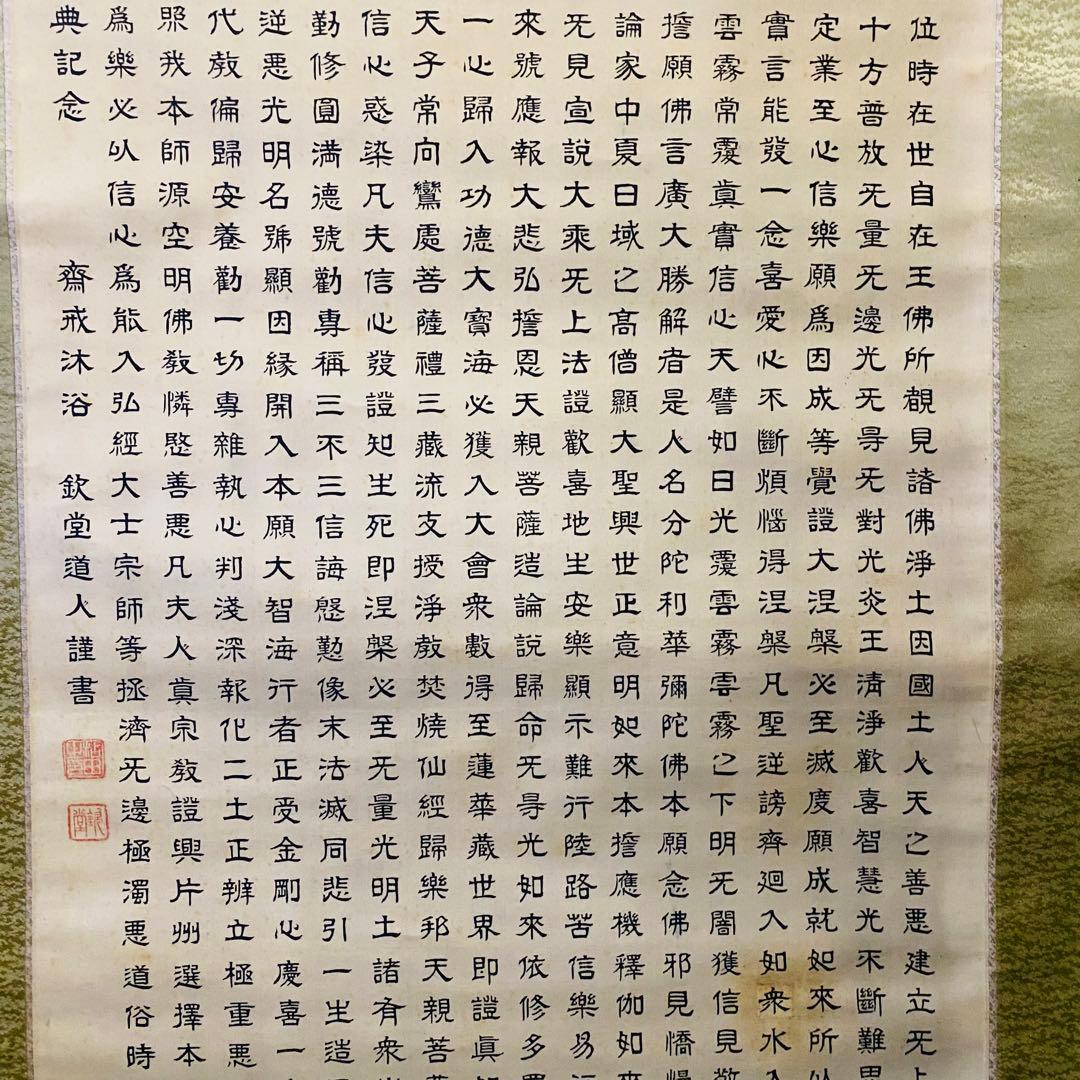 位時在世自在王佛所覩見諸佛淨土因國土人天之善悪建立无上
十方普放无量无邊光无㝵无對光炎王清淨歡喜智慧光不斷難思
定業至心信樂願爲因成等覺證大涅槃必至滅度願成就如來所以
實言能發一念喜愛心不斷煩惱得涅槃凡聖逆謗齊廻入如衆水入
雲霧常覆眞實信心天譬如日光覆雲霧雲霧之下明无闇獲信見敬
誓願佛言廣大勝解者是人名分陀利華彌陀佛本願念佛邪見憍慢
論家中夏日域之高僧顯大聖興世正意明如來本誓應機釋伽如來
无見宣說大乘无上法證歡喜地生安樂顯示難行陸路苦信樂易行
來號應報大悲弘誓恩天親菩薩造論說歸命无㝵光如來依修多羅
一心歸入功德大寶海必獲入大會衆數得至蓮華藏世界即證眞如
天子常向鸞處菩薩禮三藏流支授淨教焚燒仙經歸樂邦天親菩薩
信心惑染凡夫信心發證知生死即涅槃必至无量光明土諸有衆
勤修圓滿德號勸專稱三不三信誨慇懃像末法滅同悲引一生造
逆悪光明名號顯因緣開入本願大智海行者正受金剛心慶喜一
代教偏歸安養勸一切專雜執心判淺深報化二土正辨立極重悪
照我本師源空明佛教憐愍善悪凡夫人眞宗教證興片州選擇本
爲樂必以信心爲能入弘經大士宗師等拯濟无邊極濁悪道俗時
典記念 齋戒沐浴 欽堂道人謹書